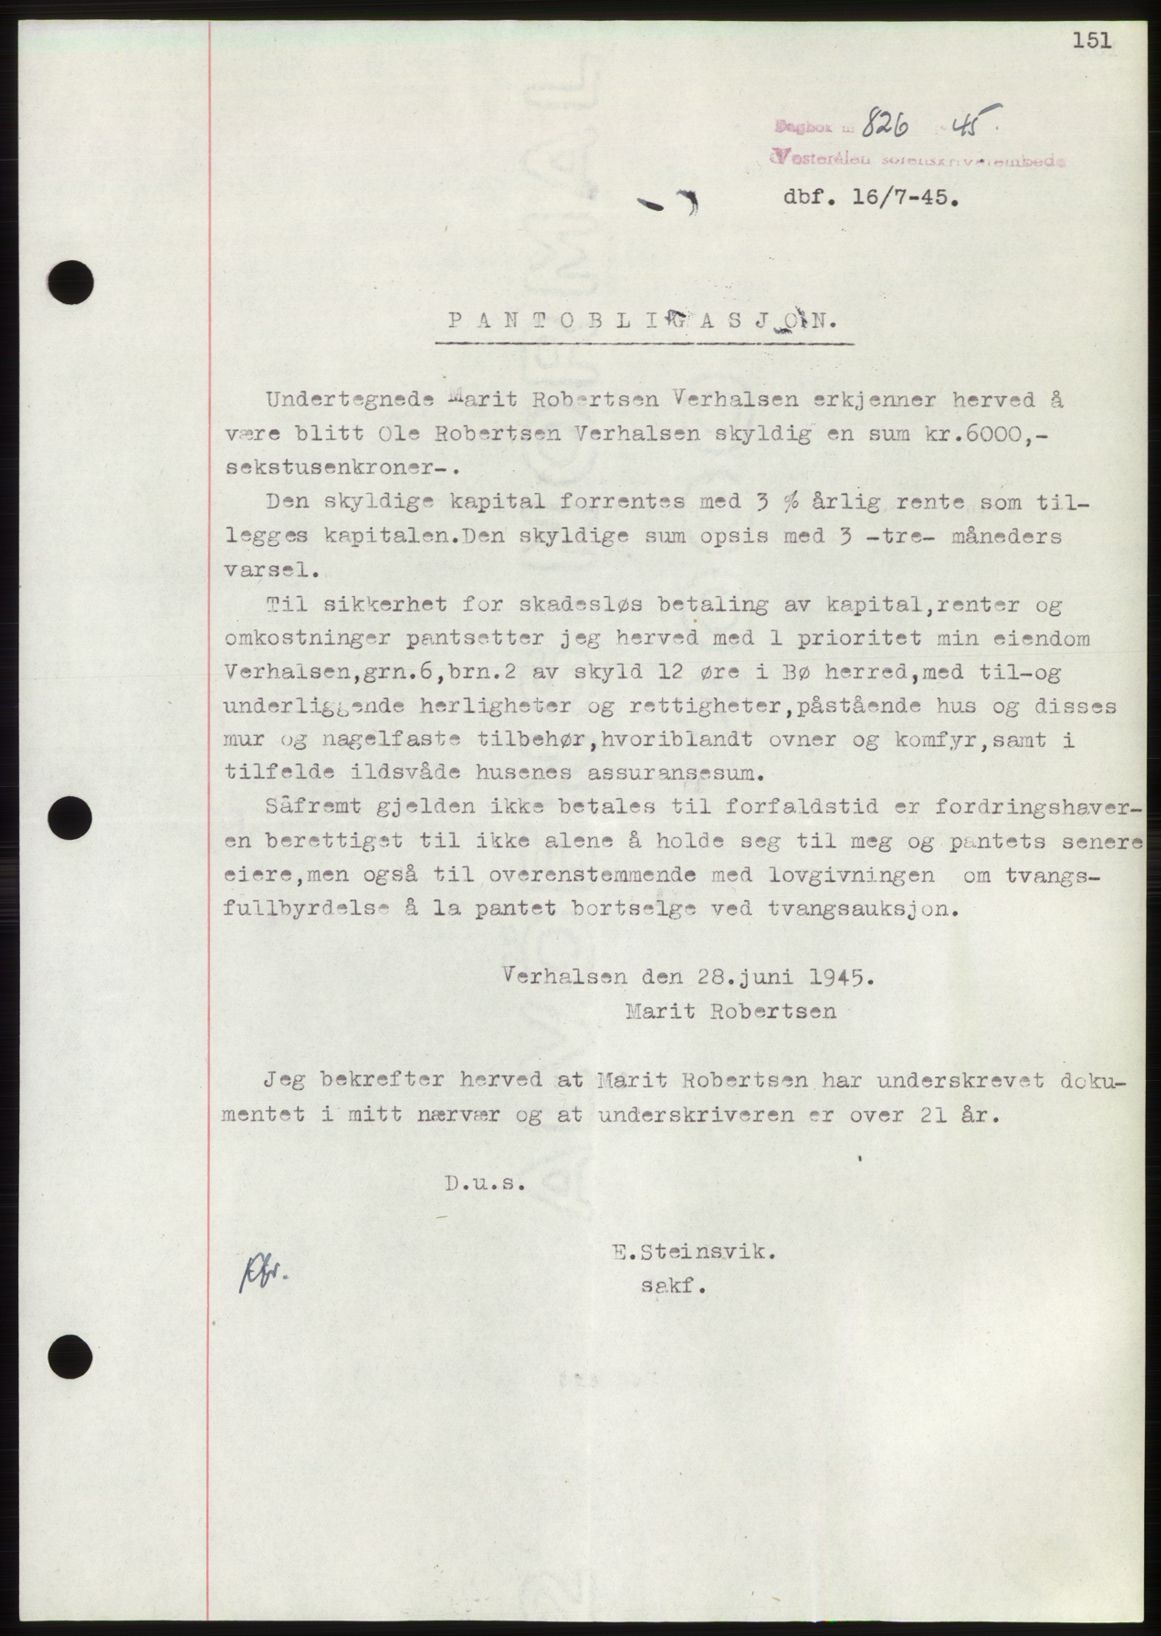 151
Dagbok nr 826 45.
Vesterålen sorenskriverembede
dbf. 16/7-45.
PANTOBLIGASJON.
Undertegnede Marit Robertsen Verhalsen erkjenner herved å
være blitt Ole Robertsen Verhalsen skyldig en sum kr.6000,-
sekstusenkroner-.
Den skyldige kapital forrentes med 3 % årlig rente som til-
legges kapitalen.Den skyldige sum opsis med 3 -tre- måneders
varsel.
Til sikkerhet for skadesløs betaling av kapital,renter og
omkostninger pantsetter jeg herved med 1 prioritet min eiendom
Verhalsen,grn.6,brn.2 av skyld 12 øre i Bø herred,med til-og
underliggende herligheter og rettigheter,påstående hus og disses
mur og nagelfaste tilbehør,hvoriblandt ovner og komfyr,samt i
tilfelde ildsvåde husenes assuransesum.
Såfremt gjelden ikke betales til forfaldstid er fordringshaver-
en berettiget til ikke alene å holde seg til meg og pantets senere
eiere,men også til overenstemmende med lovgivningen om tvangs-
fullbyrdelse å la pantet bortselge ved tvangsauksjon.
Verhalsen den 28.juni 1945.
Marit Robertsen
Jeg bekrefter herved at Marit Robertsen har underskrevet doku-
mentet i mitt nærvær og at underskriveren er over 21 år.
D.u.s.
E.Steinsvik.
sakf.